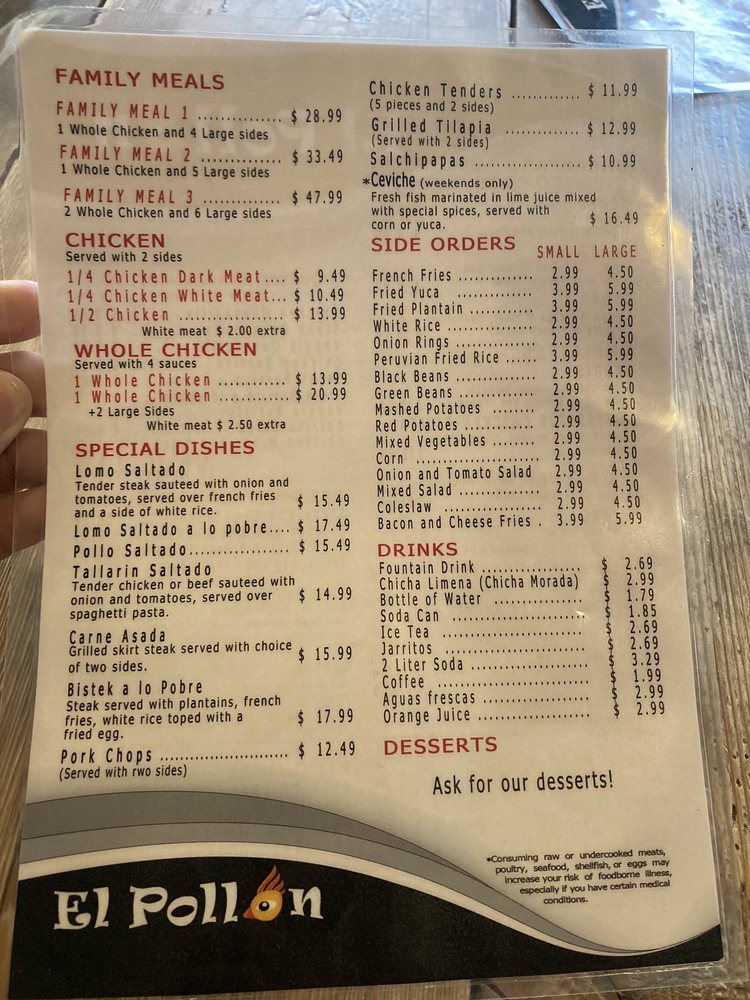 FAMILY MEALS
FAMILY MEAL 1 .............. $ 28.99
1 Whole Chicken and 4 Large sides
FAMILY MEAL 2 ............. $ 33.49
1 Whole Chicken and 5 Large sides
FAMILY MEAL 3 ............. $ 47.99
2 Whole Chicken and 6 Large sides
CHICKEN
Served with 2 sides
1/4 Chicken Dark Meat.... $ 9.49
1/4 Chicken White Meat... $ 10.49
1/2 Chicken ................. $ 13.99
White meat $ 2.00 extra
WHOLE CHICKEN
Served with 4 sauces
1 Whole Chicken ............ $ 13.99
1 Whole Chicken ............ $ 20.99
+2 Large Sides
White meat $ 2.50 extra
SPECIAL DISHES
Lomo Saltado
Tender steak sauteed with onion and
tomatoes, served over french fries
and a side of white rice. $ 15.49
Lomo Saltado a lo pobre.... $ 17.49
Pollo Saltado.................. $ 15.49
Tallarin Saltado
Tender chicken or beef sauteed with
onion and tomatoes, served over $ 14.99
spaghetti pasta.
Carne Asada
Grilled skirt steak served with choice
of two sides. $ 15.99
Bistek a lo Pobre
Steak served with plantains, french
fries, white rice toped with a $ 17.99
fried egg.
Pork Chops ....................... $ 12.49
(Served with rwo sides)
Chicken Tenders ............ $ 11.99
(5 pieces and 2 sides)
Grilled Tilapia ............. $ 12.99
(Served with 2 sides)
Salchipapas ................... $ 10.99
*Ceviche (weekends only)
Fresh fish marinated in lime juice mixed
with special spices, served with
corn or yuca. $ 16.49
SIDE ORDERS SMALL LARGE
French Fries .............. 2.99 4.50
Fried Yuca ............. 3.99 5.99
Fried Plantain ............ 3.99 5.99
White Rice ............... 2.99 4.50
Onion Rings .............. 2.99 4.50
Peruvian Fried Rice ...... 3.99 5.99
Black Beans .............. 2.99 4.50
Green Beans ............. 2.99 4.50
Mashed Potatoes ........ 2.99 4.50
Red Potatoes ............. 2.99 4.50
Mixed Vegetables ........ 2.99 4.50
Corn ..................... 2.99 4.50
Onion and Tomato Salad 2.99 4.50
Mixed Salad .............. 2.99 4.50
Coleslaw ................. 2.99 4.50
Bacon and Cheese Fries . 3.99 5.99
DRINKS
Fountain Drink ................. $ 2.69
Chicha Limena (Chicha Morada) $ 2.99
Bottle of Water ............... $ 1.79
Soda Can ....................... $ 1.85
Ice Tea ........................ $ 2.69
Jarritos ........................ $ 2.69
2 Liter Soda ................... $ 3.29
Coffee ......................... $ 1.99
Aguas frescas .................. $ 2.99
Orange Juice ................... $ 2.99
DESSERTS
Ask for our desserts!
*Consuming raw or undercooked meats,
poultry, seafood, shellfish, or eggs may
increase your risk of foodborne illness,
especially if you have certain medical
conditions.
El Pollon